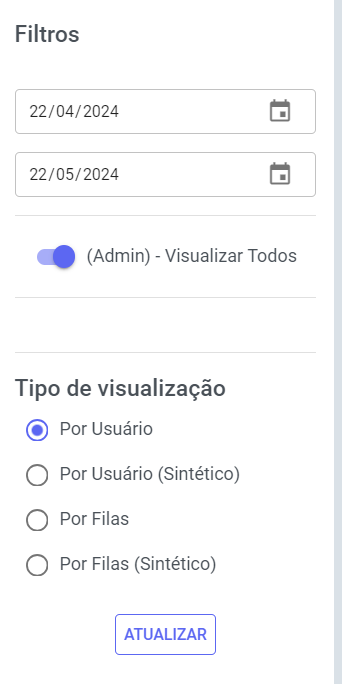 Filtros
22/04/2024
22/05/2024
(Admin) - Visualizar Todos
Tipo de visualização
Por Usuário
Por Usuário (Sintético)
Por Filas
Por Filas (Sintético)
ATUALIZAR